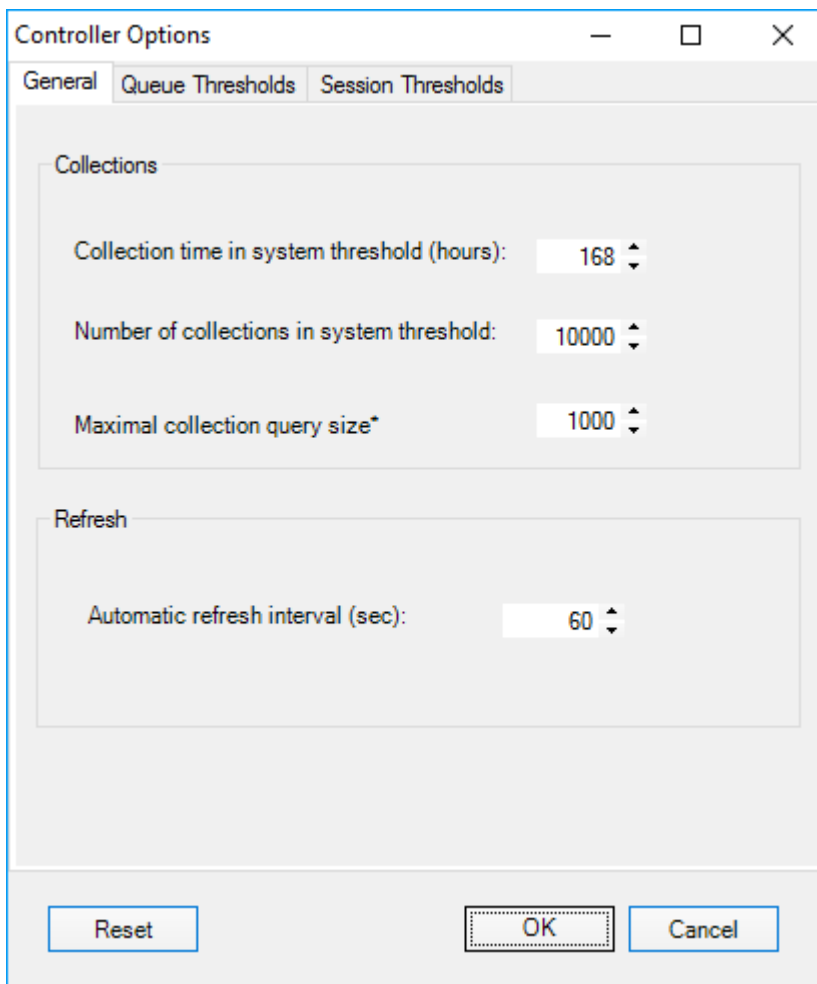 Controller Options
General Queue Thresholds Session Thresholds
Collections
Collection time in system threshold (hours): 168
Number of collections in system threshold: 10000
Maximal collection query size* 1000
Refresh
Automatic refresh interval (sec): 60
Reset OK Cancel